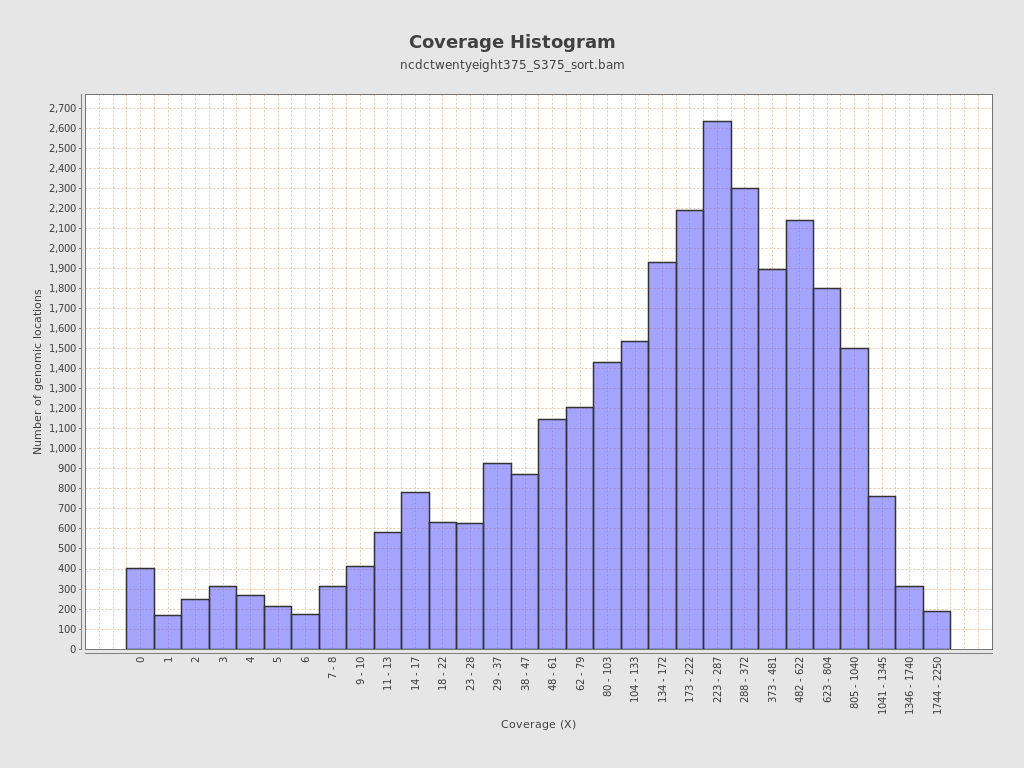 Coverage Histogram
ncdctwentyeight375_S375_sort.bam
Number of genomic locations
2,700
2,600
2,500
2,400
2,300
2,200
2,100
2,000
1,900
1,800
1,700
1,600
1,500
1,400
1,300
1,200
1,100
1,000
900
800
700
600
500
400
300
200
100
0
0
1
2
3
4
5
6
7 - 8
9 - 10
11 - 13
14 - 17
18 - 22
23 - 28
29 - 37
38 - 47
48 - 61
62 - 79
80 - 103
104 - 133
134 - 172
173 - 222
223 - 287
288 - 372
373 - 481
482 - 622
623 - 804
805 - 1040
1041 - 1345
1346 - 1740
1744 - 2250
Coverage (X)